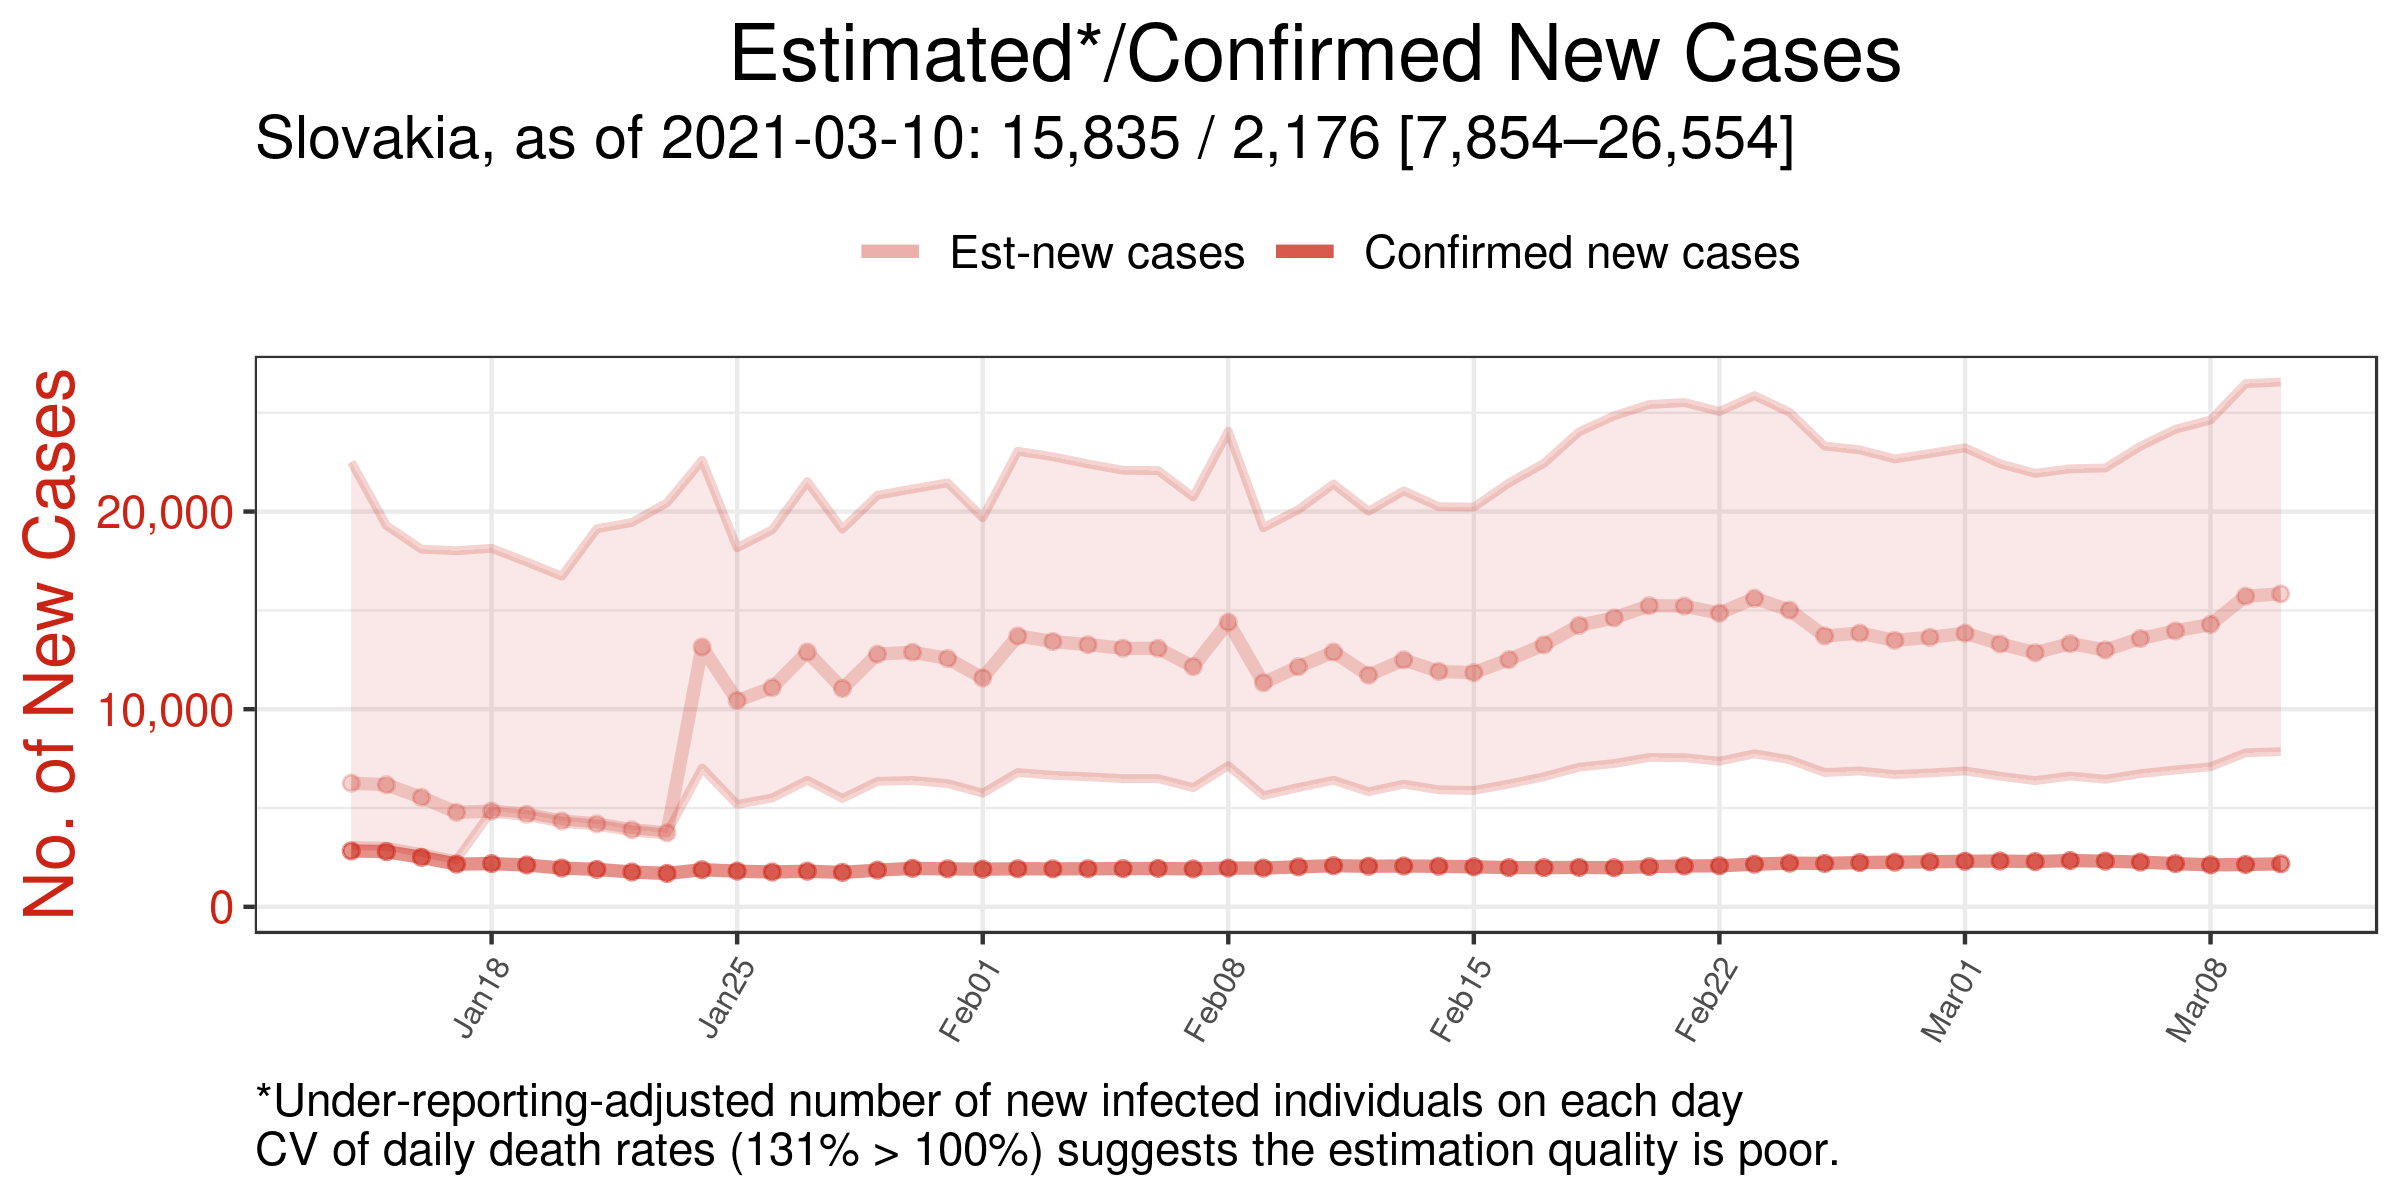 Estimated*/Confirmed New Cases
Slovakia, as of 2021-03-10: 15,835 / 2,176 [7,854–26,554]
Est-new cases
Confirmed new cases
No. of New Cases
20,000
10,000
0
Jan18
Jan25
Feb01
Feb08
Feb15
Feb22
Mar01
Mar08
*Under-reporting-adjusted number of new infected individuals on each day
CV of daily death rates (131% > 100%) suggests the estimation quality is poor.